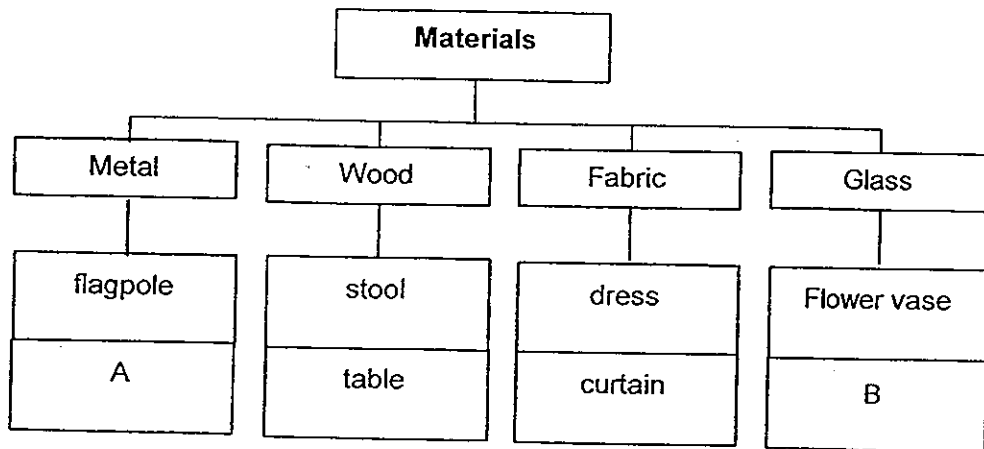 Materials
Metal
Wood
Fabric
Glass
flagpole
stool
dress
Flower vase
A
table
curtain
B